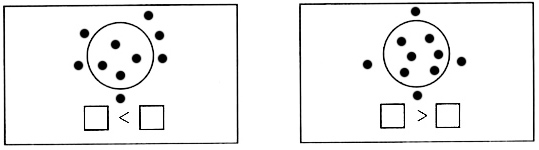 □ < □
□ > □